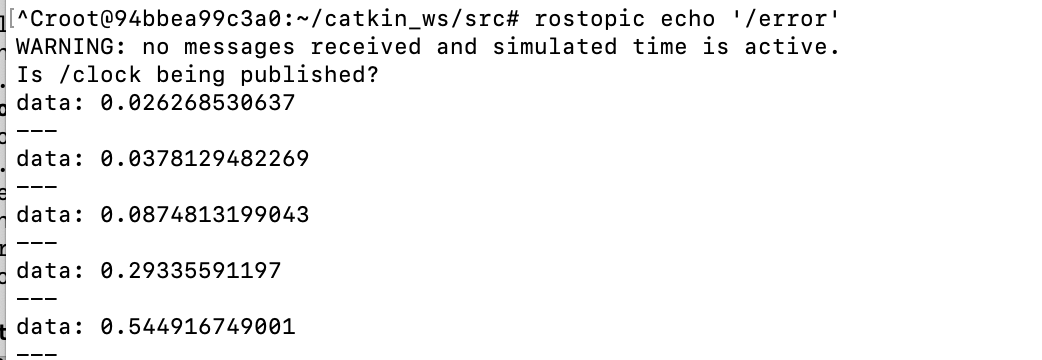 [^Croot@94bbea99c3a0:~/catkin_ws/src# rostopic echo '/error'
WARNING: no messages received and simulated time is active.
Is /clock being published?
data: 0.026268530637
---
data: 0.0378129482269
---
data: 0.0874813199043
---
data: 0.29335591197
---
data: 0.544916749001
---